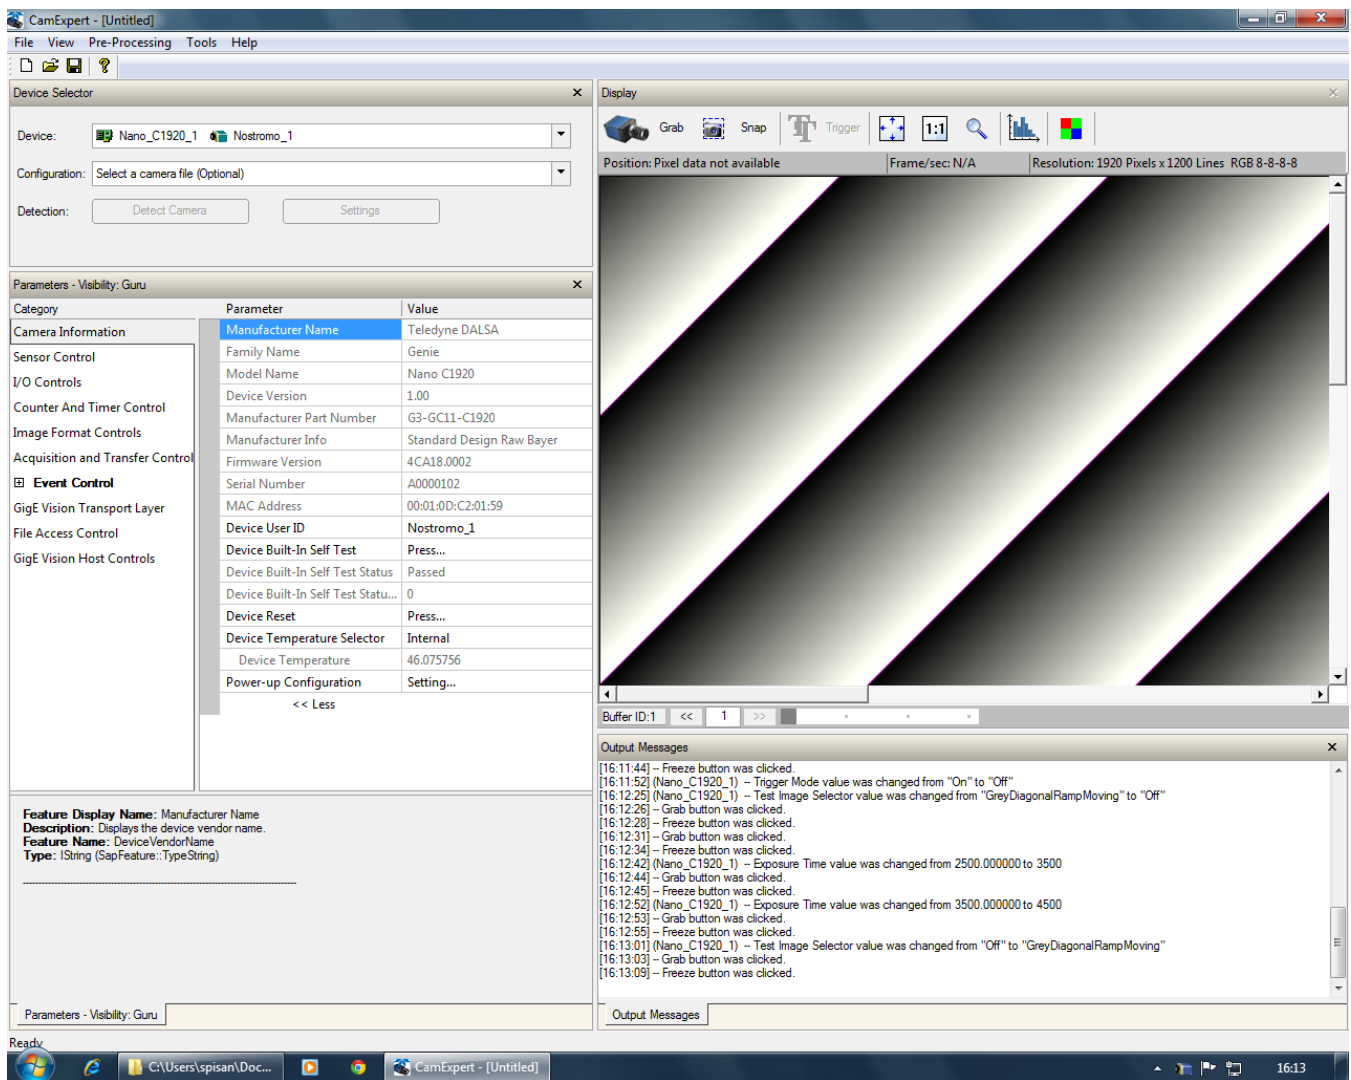 CamExpert - [Untitled]
File View Pre-Processing Tools Help
Device Selector
Device: Nano_C1920_1 Nostromo_1
Configuration: Select a camera file (Optional)
Detection: Detect Camera Settings
Parameters - Visibility: Guru
Category Parameter Value
Camera Information
Sensor Control
I/O Controls
Counter And Timer Control
Image Format Controls
Acquisition and Transfer Control
Event Control
GigE Vision Transport Layer
File Access Control
GigE Vision Host Controls
Manufacturer Name Teledyne DALSA
Family Name Genie
Model Name Nano C1920
Device Version 1.00
Manufacturer Part Number G3-GC11-C1920
Manufacturer Info Standard Design Raw Bayer
Firmware Version 4CA18.0002
Serial Number A0000102
MAC Address 00:01:0D:C2:01:59
Device User ID Nostromo_1
Device Built-In Self Test Press...
Device Built-In Self Test Status Passed
Device Built-In Self Test Statu... 0
Device Reset Press...
Device Temperature Selector Internal
Device Temperature 46.075756
Power-up Configuration Setting...
<< Less
Feature Display Name: Manufacturer Name
Description: Displays the device vendor name.
Feature Name: DeviceVendorName
Type: IString (SapFeature::TypeString)
Parameters - Visibility: Guru
Display
Grab Snap Trigger 1:1
Position: Pixel data not available Frame/sec: N/A Resolution: 1920 Pixels x 1200 Lines RGB 8-8-8-8
Buffer ID:1 << 1 >>
Output Messages
[16:11:44] -- Freeze button was clicked.
[16:11:52] (Nano_C1920_1) -- Trigger Mode value was changed from "On" to "Off"
[16:12:25] (Nano_C1920_1) -- Test Image Selector value was changed from "GreyDiagonalRampMoving" to "Off"
[16:12:26] -- Grab button was clicked.
[16:12:28] -- Freeze button was clicked.
[16:12:31] -- Grab button was clicked.
[16:12:34] -- Freeze button was clicked.
[16:12:42] (Nano_C1920_1) -- Exposure Time value was changed from 2500.000000 to 3500
[16:12:44] -- Grab button was clicked.
[16:12:45] -- Freeze button was clicked.
[16:12:52] (Nano_C1920_1) -- Exposure Time value was changed from 3500.000000 to 4500
[16:12:53] -- Grab button was clicked.
[16:12:55] -- Freeze button was clicked.
[16:13:01] (Nano_C1920_1) -- Test Image Selector value was changed from "Off" to "GreyDiagonalRampMoving"
[16:13:03] -- Grab button was clicked.
[16:13:09] -- Freeze button was clicked.
Output Messages
Ready
C:\Users\spisan\Doc... CamExpert - [Untitled] 16:13